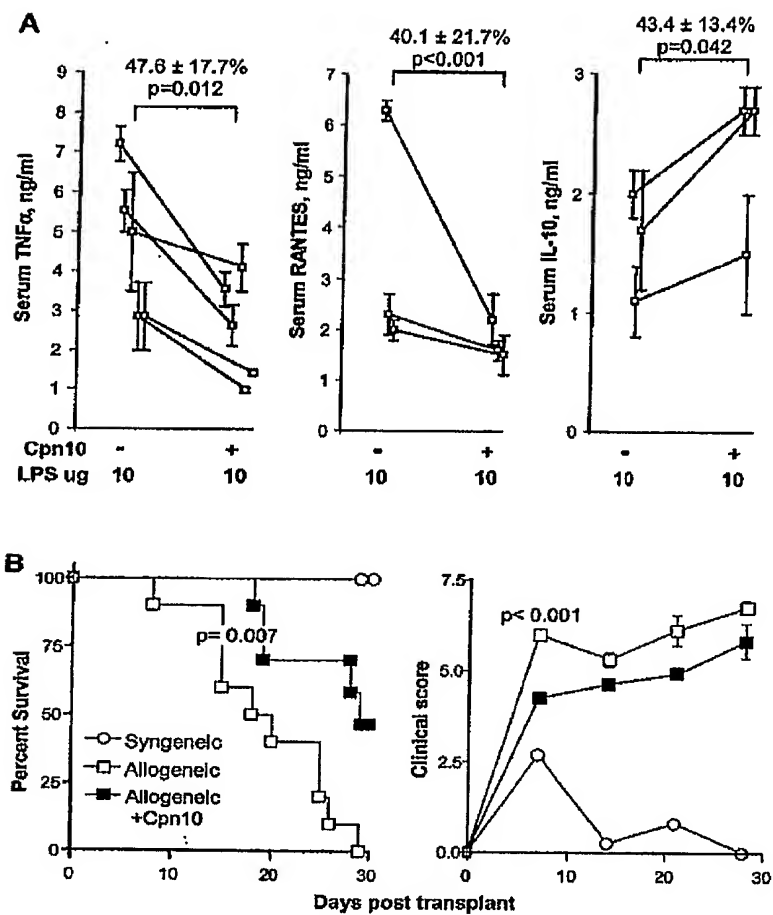 A
47.6 ± 17.7%
p=0.012
9
8
7
6
5
4
3
2
1
0
Serum TNFα, ng/ml
40.1 ± 21.7%
p<0.001
7
6
5
4
3
2
1
0
Serum RANTES, ng/ml
43.4 ± 13.4%
p=0.042
3
2
1
0
Serum IL-10, ng/ml
Cpn10 - + - + - +
LPS ug 10 10 10 10 10 10
B
100
75
50
25
0
Percent Survival
p= 0.007
Syngeneic
Allogeneic
Allogeneic
+Cpn10
0 10 20 30
7.5
5.0
2.5
0.0
Clinical score
p< 0.001
0 10 20 30
Days post transplant